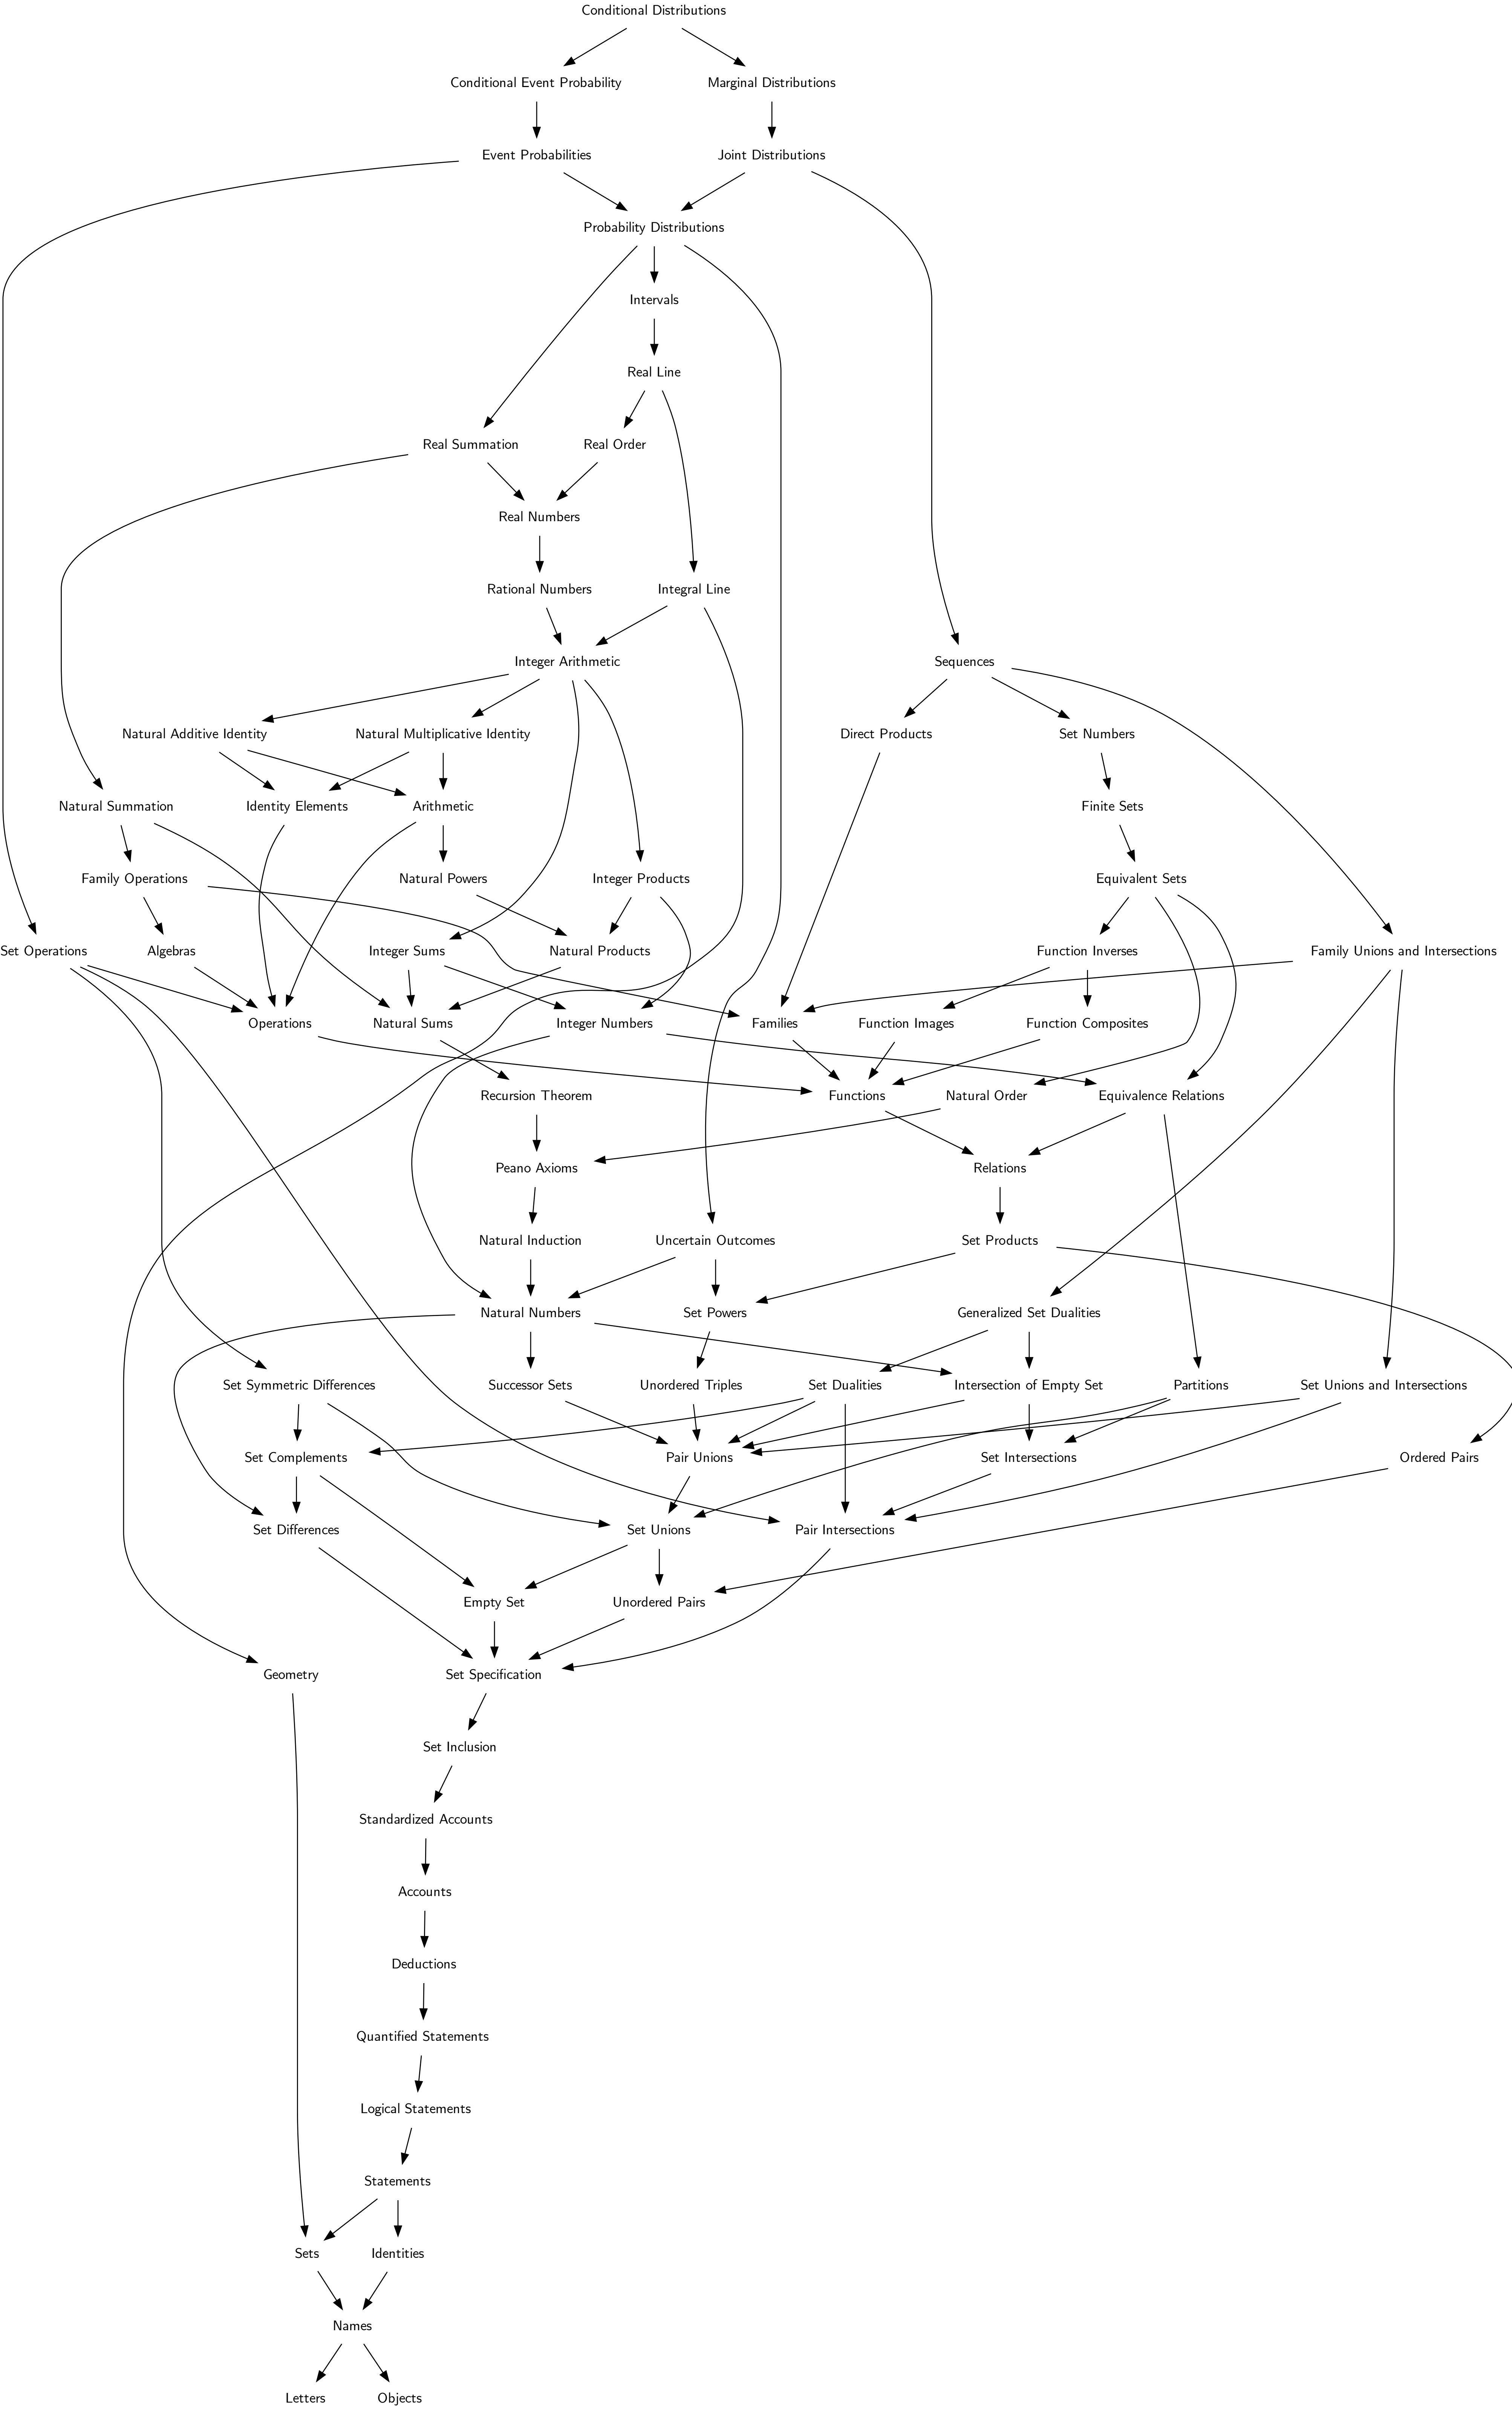 Conditional Distributions
Conditional Event Probability
Marginal Distributions
Event Probabilities
Joint Distributions
Probability Distributions
Intervals
Real Line
Real Summation
Real Order
Real Numbers
Rational Numbers
Integral Line
Integer Arithmetic
Sequences
Natural Additive Identity
Natural Multiplicative Identity
Direct Products
Set Numbers
Natural Summation
Identity Elements
Arithmetic
Finite Sets
Family Operations
Natural Powers
Integer Products
Equivalent Sets
Set Operations
Algebras
Integer Sums
Natural Products
Function Inverses
Family Unions and Intersections
Operations
Natural Sums
Integer Numbers
Families
Function Images
Function Composites
Recursion Theorem
Functions
Natural Order
Equivalence Relations
Peano Axioms
Relations
Natural Induction
Uncertain Outcomes
Set Products
Natural Numbers
Set Powers
Generalized Set Dualities
Set Symmetric Differences
Successor Sets
Unordered Triples
Set Dualities
Intersection of Empty Set
Partitions
Set Unions and Intersections
Set Complements
Pair Unions
Set Intersections
Ordered Pairs
Set Differences
Set Unions
Pair Intersections
Empty Set
Unordered Pairs
Geometry
Set Specification
Set Inclusion
Standardized Accounts
Accounts
Deductions
Quantified Statements
Logical Statements
Statements
Sets
Identities
Names
Letters
Objects